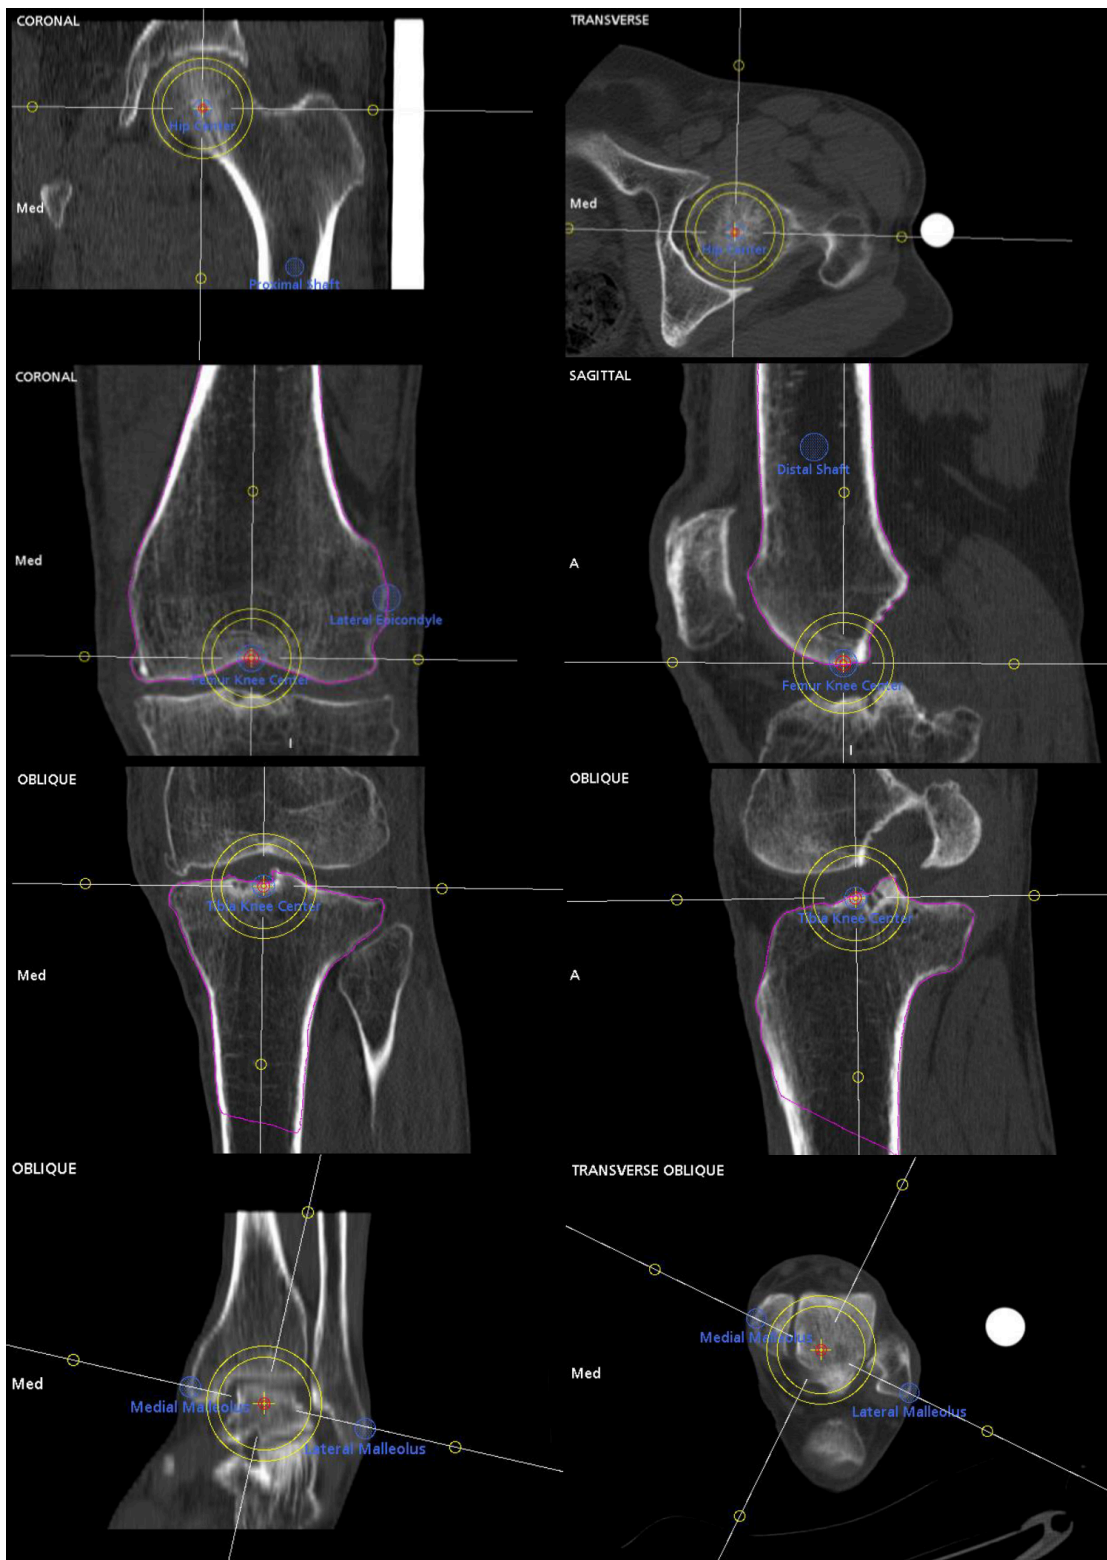 CORONAL
Hip Center
Med
Proximal Shaft
TRANSVERSE
Med
Hip Center
CORONAL
Med
Lateral Epicondyle
Femur Knee Center
I
SAGITTAL
Distal Shaft
A
Femur Knee Center
I
OBLIQUE
Tibia Knee Center
Med
OBLIQUE
Tibia Knee Center
A
OBLIQUE
Med
Medial Malleolus
Lateral Malleolus
TRANSVERSE OBLIQUE
Medial Malleolus
Med
Lateral Malleolus